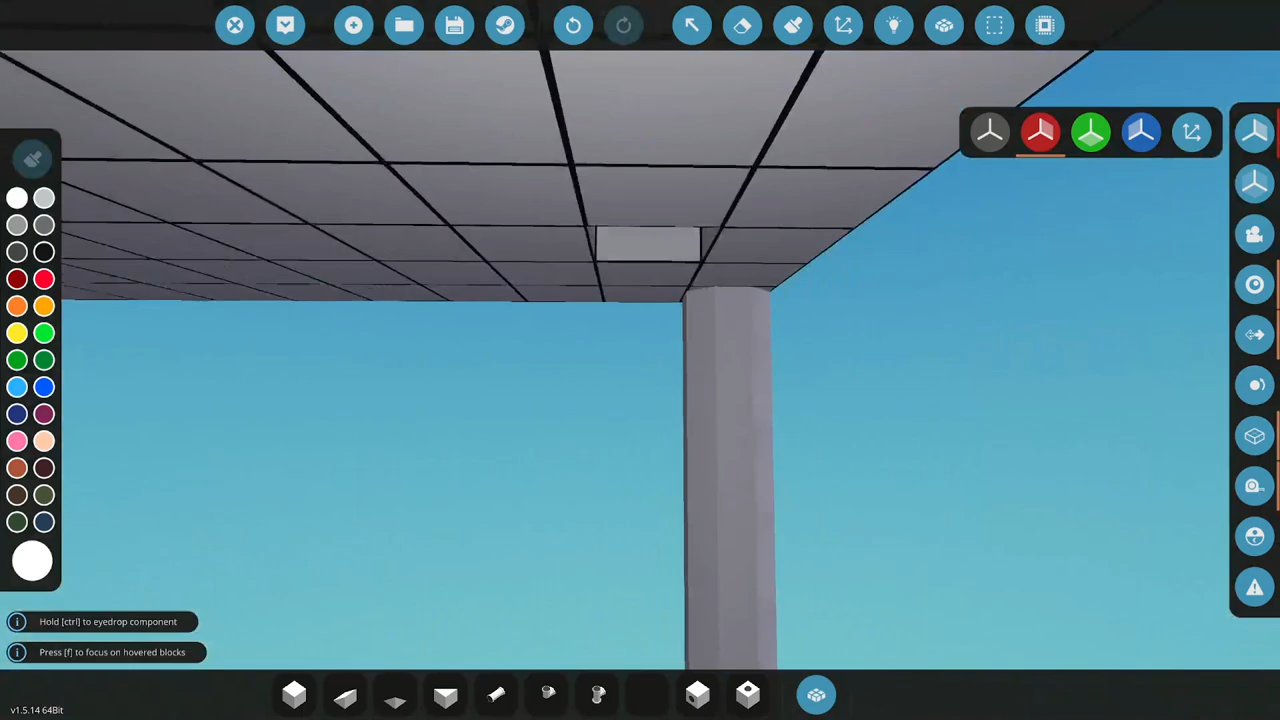 Hold [ctrl] to eyedrop component
Press [f] to focus on hovered blocks
v1.5.14 64Bit